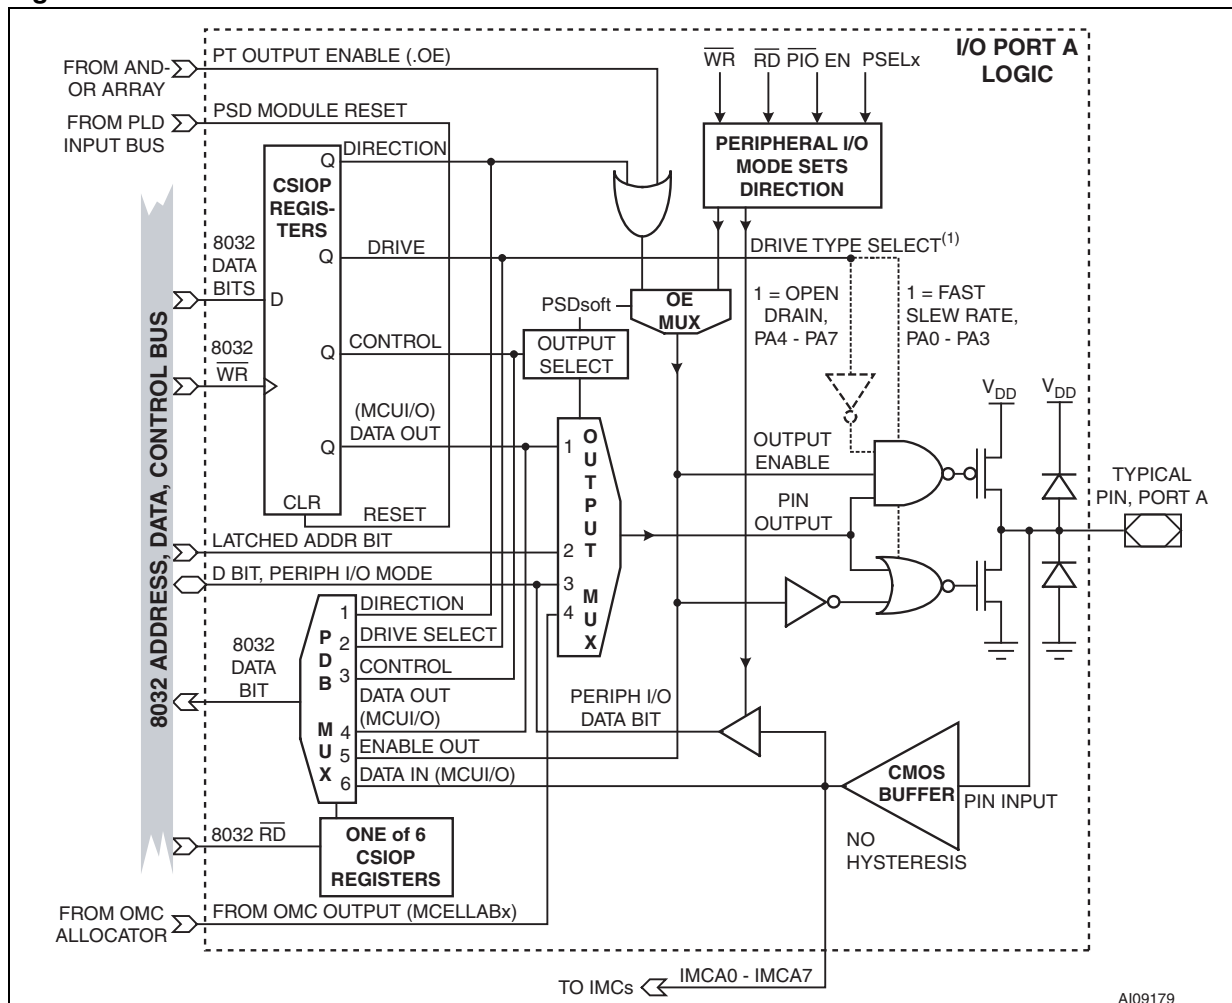 I/O PORT A
LOGIC
FROM AND-
OR ARRAY
PT OUTPUT ENABLE (.OE)
WR RD PIO EN PSELx
FROM PLD
INPUT BUS
PSD MODULE RESET
PERIPHERAL I/O
MODE SETS
DIRECTION
8032 ADDRESS, DATA, CONTROL BUS
CSIOP
REGIS-
TERS
Q DIRECTION
8032
DATA
BITS
D
Q DRIVE
DRIVE TYPE SELECT(1)
PSDsoft
OE
MUX
1 = OPEN
DRAIN,
PA4 - PA7
1 = FAST
SLEW RATE,
PA0 - PA3
8032
WR
Q CONTROL
OUTPUT
SELECT
VDD VDD
(MCUI/O)
Q DATA OUT
1
2
3
4
OUTPUT MUX
OUTPUT
ENABLE
PIN
OUTPUT
TYPICAL
PIN, PORT A
CLR
RESET
LATCHED ADDR BIT
D BIT, PERIPH I/O MODE
8032
DATA
BIT
PDB MUX
1 DIRECTION
2 DRIVE SELECT
3 CONTROL
DATA OUT
4 (MCUI/O)
5 ENABLE OUT
6 DATA IN (MCUI/O)
PERIPH I/O
DATA BIT
CMOS
BUFFER
PIN INPUT
NO
HYSTERESIS
8032 RD
ONE of 6
CSIOP
REGISTERS
FROM OMC
ALLOCATOR
FROM OMC OUTPUT (MCELLABx)
TO IMCs
IMCA0 - IMCA7
AI09179